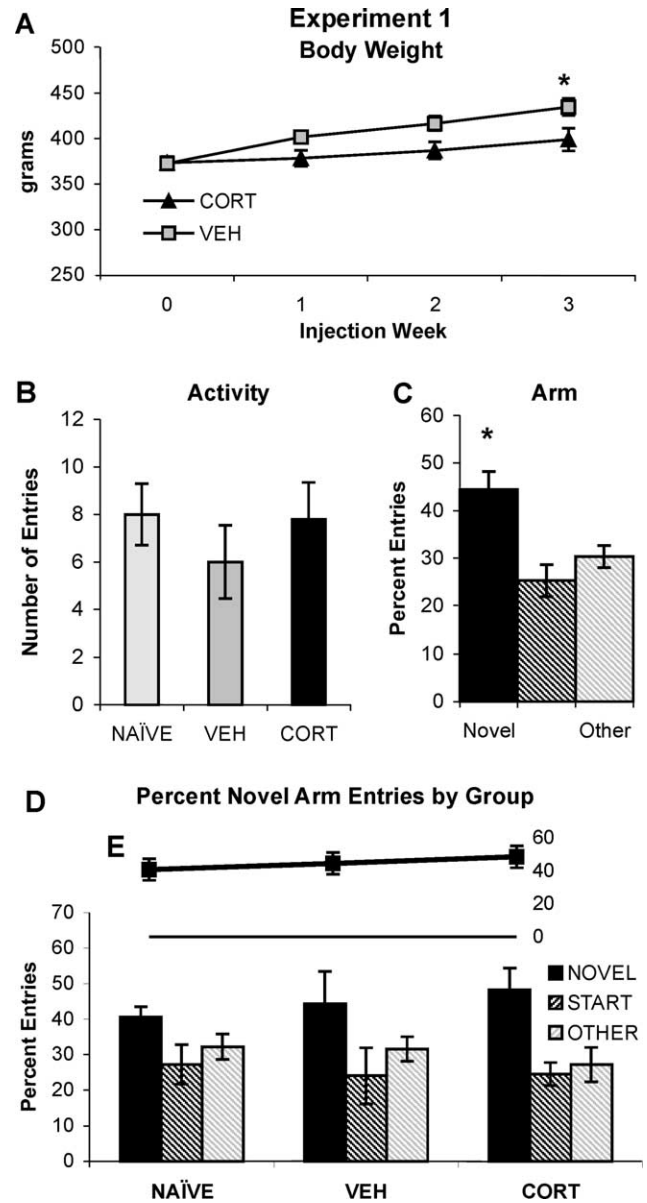 A
Experiment 1
Body Weight
500
450
400
350
300
250
grams
*
CORT
VEH
0 1 2 3
Injection Week
B
Activity
12
10
8
6
4
2
0
Number of Entries
NAÏVE VEH CORT
C
Arm
60
50
40
30
20
10
0
Percent Entries
*
Novel Other
D
Percent Novel Arm Entries by Group
E
60
40
20
0
70
60
50
40
30
20
10
0
Percent Entries
NOVEL
START
OTHER
NAÏVE VEH CORT